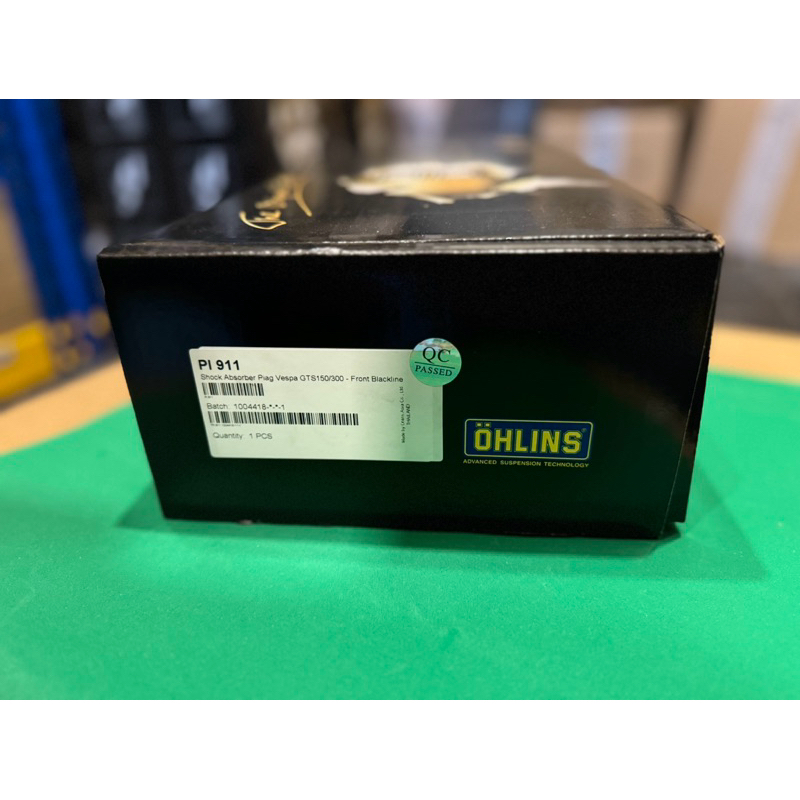 PI 911
Shock Absorber Piag Vespa GTS150/300 - Front Blackline
Batch: 1004418-*-*-1
Quantity 1 PCS
THAILAND
QC
PASSED
ÖHLINS
ADVANCED SUSPENSION TECHNOLOGY